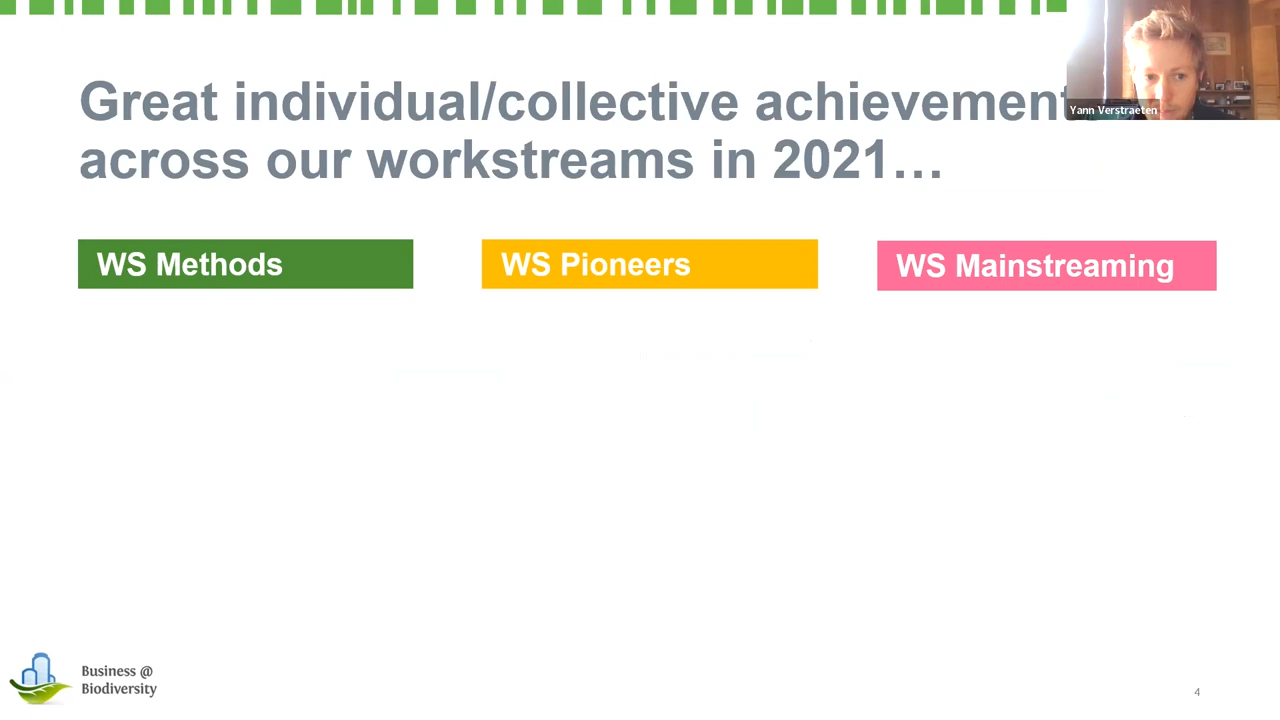 Great individual/collective achievement
across our workstreams in 2021…
Yann Verstraeten
WS Methods
WS Pioneers
WS Mainstreaming
Business @
Biodiversity
4